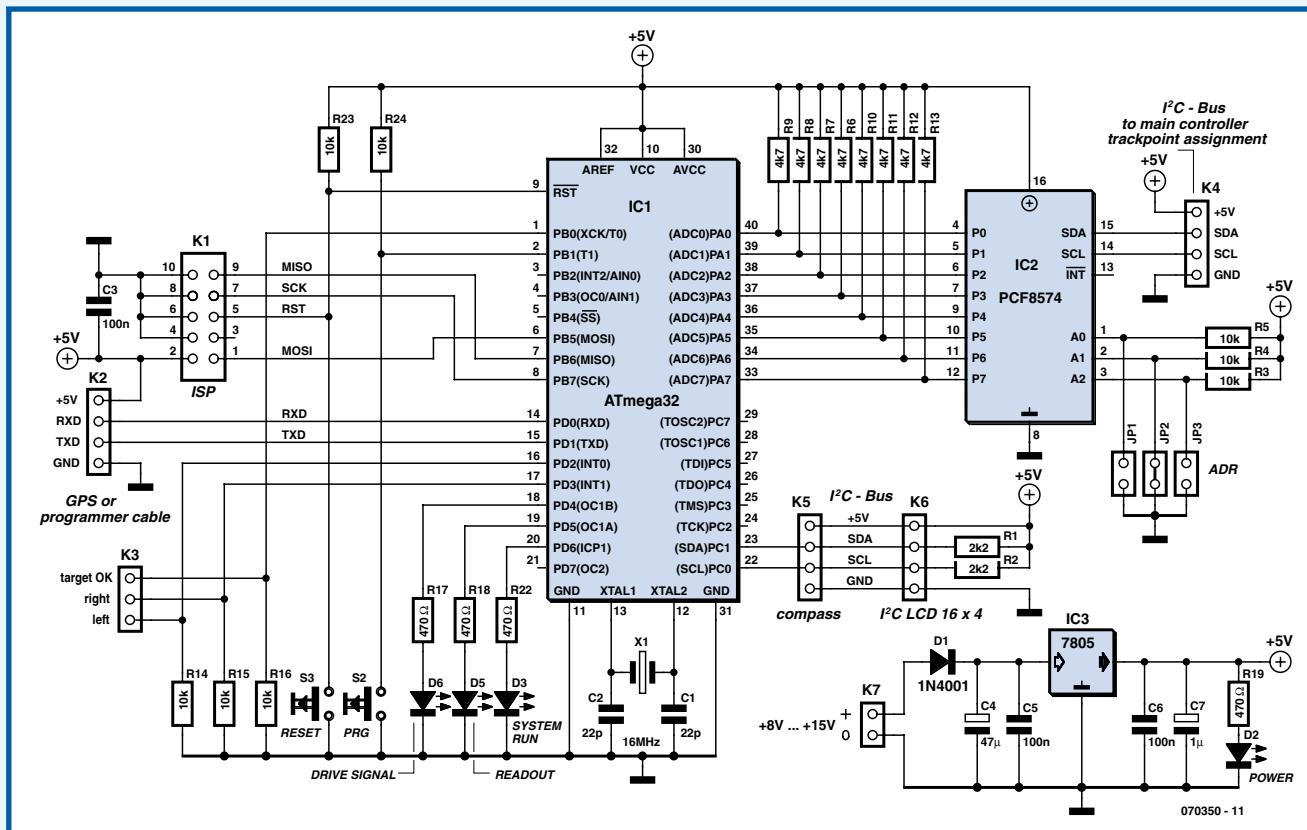 +5V
R23
10k
R24
10k
32
10
30
AREF
VCC
AVCC
9
RST
IC1
1
PB0(XCK/T0)
2
PB1(T1)
3
PB2(INT2/AIN0)
4
PB3(OC0/AIN1)
5
PB4(SS)
6
PB5(MOSI)
7
PB6(MISO)
8
PB7(SCK)
ATmega32
14
PD0(RXD)
15
PD1(TXD)
16
PD2(INT0)
17
PD3(INT1)
18
PD4(OC1B)
19
PD5(OC1A)
20
PD6(ICP1)
21
PD7(OC2)
GND
XTAL1
XTAL2
GND
11
13
12
31
(ADC0)PA0
40
(ADC1)PA1
39
(ADC2)PA2
38
(ADC3)PA3
37
(ADC4)PA4
36
(ADC5)PA5
35
(ADC6)PA6
34
(ADC7)PA7
33
(TOSC2)PC7
29
(TOSC1)PC6
28
(TDI)PC5
27
(TDO)PC4
26
(TMS)PC3
25
(TCK)PC2
24
(SDA)PC1
23
(SCL)PC0
22
R9
R8
R7
R6
R10
R11
R12
R13
4k7
4k7
4k7
4k7
4k7
4k7
4k7
4k7
16
4
P0
5
P1
6
P2
7
P3
9
P4
10
P5
11
P6
12
P7
IC2
PCF8574
SDA
15
SCL
14
INT
13
A0
1
A1
2
A2
3
8
I²C - Bus
to main controller
trackpoint assignment
+5V
K4
+5V
SDA
SCL
GND
+5V
R5
10k
R4
10k
R3
10k
JP1
JP2
JP3
ADR
K1
10
9
MISO
8
7
SCK
6
5
RST
4
3
2
1
MOSI
ISP
C3
100n
+5V
K2
+5V
RXD
TXD
GND
RXD
TXD
GPS or
programmer cable
K3
target OK
right
left
R14
10k
R15
10k
R16
10k
S3
RESET
S2
PRG
R17
470 Ω
R18
470 Ω
R22
470 Ω
D6
D5
D3
SYSTEM
RUN
DRIVE SIGNAL
READOUT
X1
C2
22p
C1
22p
16MHz
K5
I²C - Bus
K6
+5V
SDA
SCL
GND
compass
I²C LCD 16 x 4
+5V
R1
2k2
R2
2k2
IC3
7805
D1
1N4001
+5V
K7
+8V ... +15V
+
0
C4
47µ
C5
100n
C6
100n
C7
1µ
R19
470 Ω
D2
POWER
070350 - 11